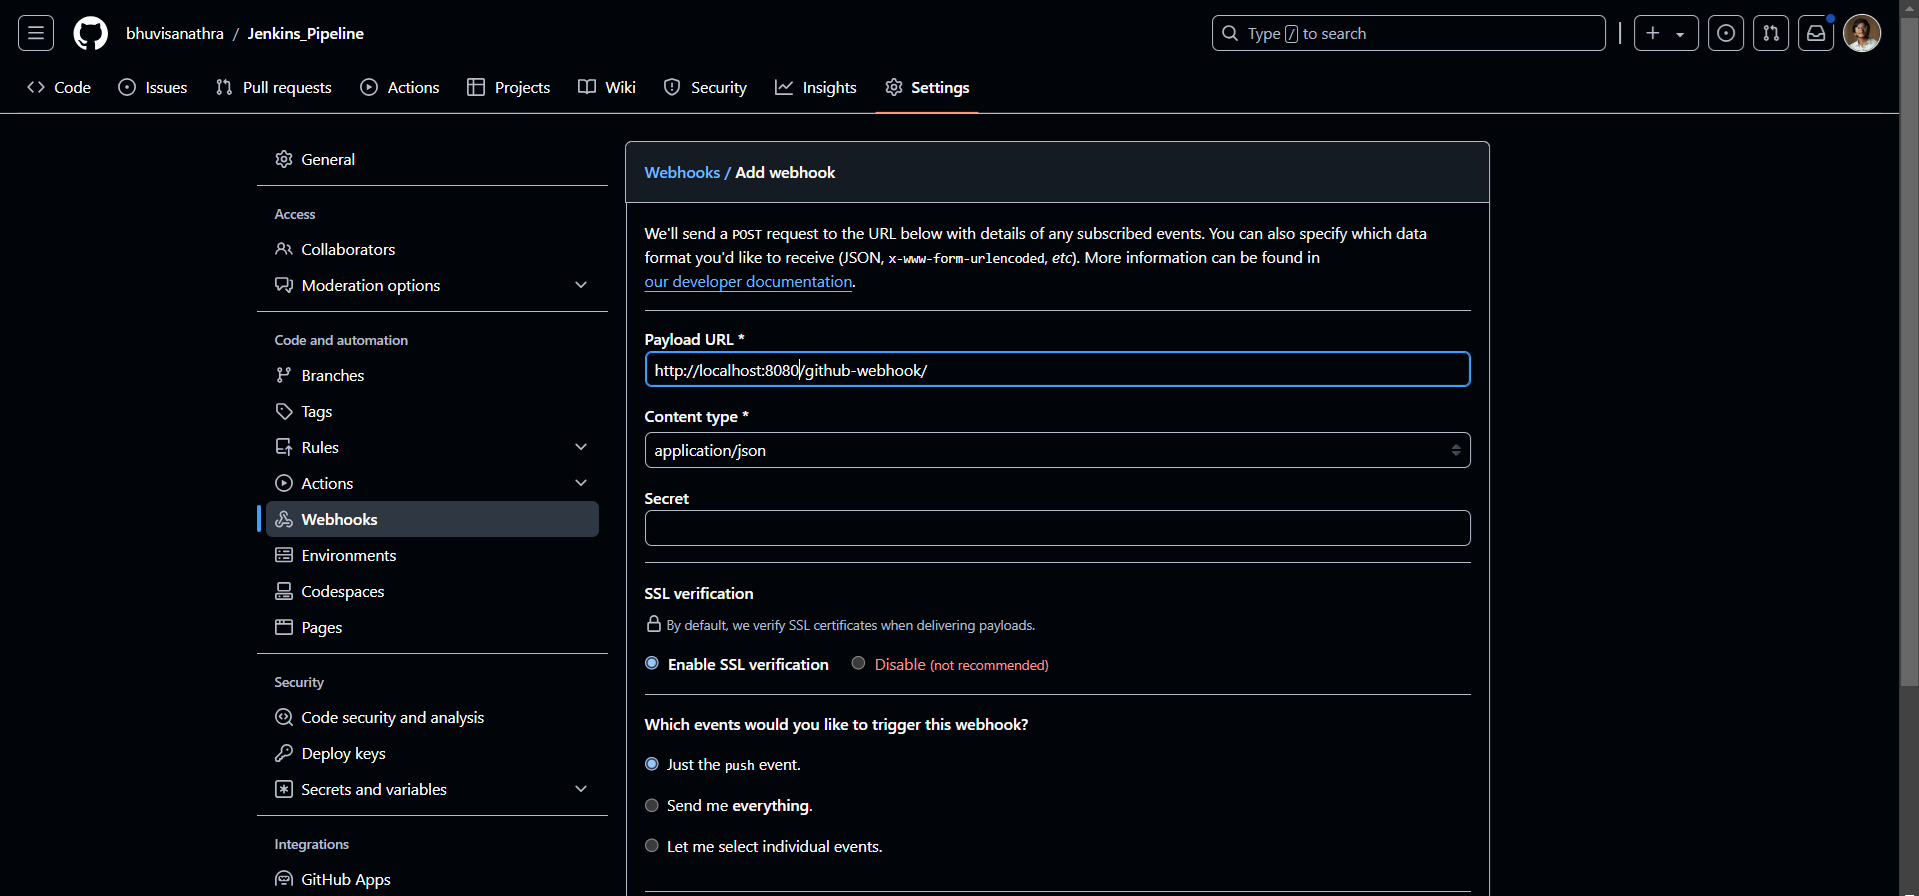 bhuvisanathra / Jenkins_Pipeline
Type / to search
Code
Issues
Pull requests
Actions
Projects
Wiki
Security
Insights
Settings
General
Access
Collaborators
Moderation options
Code and automation
Branches
Tags
Rules
Actions
Webhooks
Environments
Codespaces
Pages
Security
Code security and analysis
Deploy keys
Secrets and variables
Integrations
GitHub Apps
Webhooks / Add webhook
We'll send a POST request to the URL below with details of any subscribed events. You can also specify which data
format you'd like to receive (JSON, x-www-form-urlencoded, etc). More information can be found in
our developer documentation.
Payload URL *
http://localhost:8080/github-webhook/
Content type *
application/json
Secret
SSL verification
By default, we verify SSL certificates when delivering payloads.
Enable SSL verification
Disable (not recommended)
Which events would you like to trigger this webhook?
Just the push event.
Send me everything.
Let me select individual events.